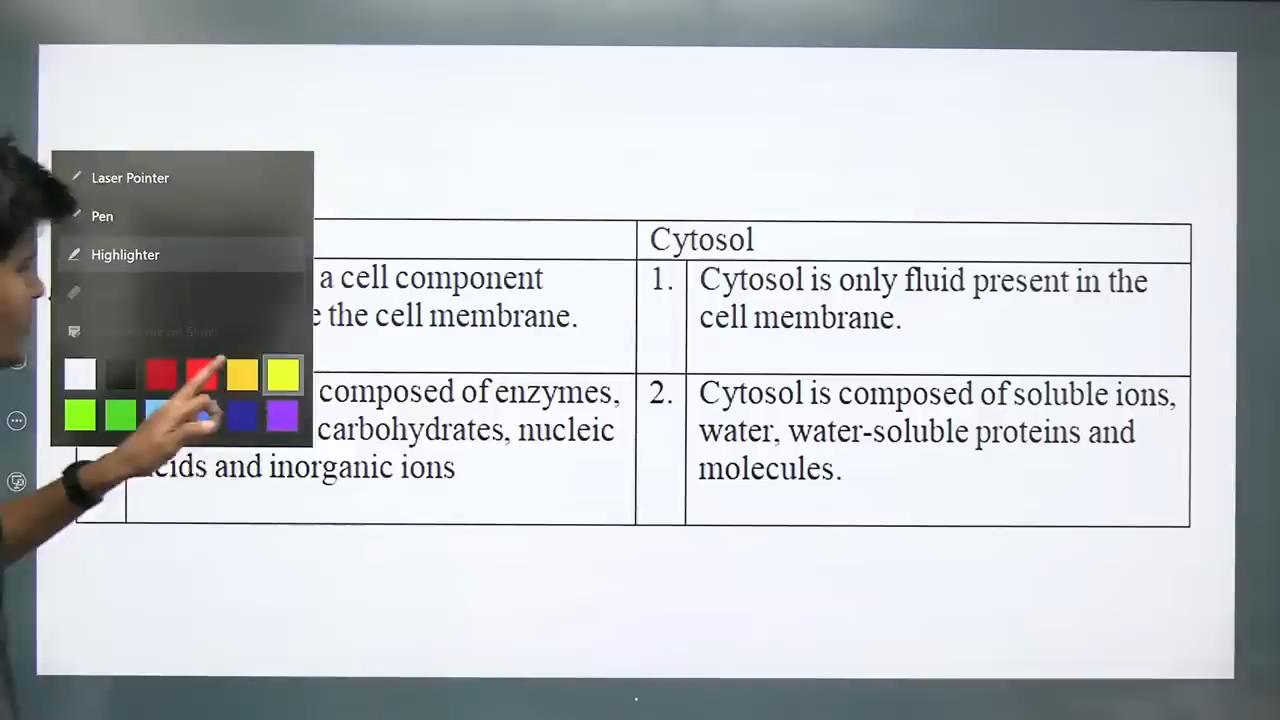 Laser Pointer
Pen
Highlighter
Cytosol
a cell component
the cell membrane.
1. Cytosol is only fluid present in the
cell membrane.
composed of enzymes,
carbohydrates, nucleic
and inorganic ions
2. Cytosol is composed of soluble ions,
water, water-soluble proteins and
molecules.